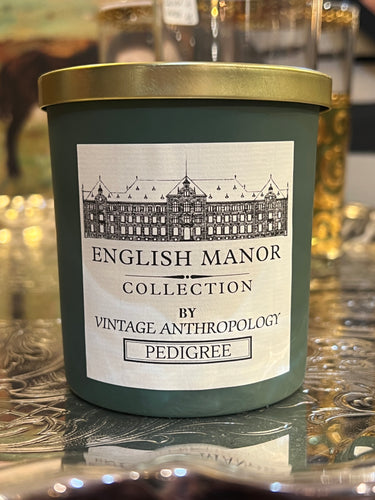 ENGLISH MANOR
COLLECTION
BY
VINTAGE ANTHROPOLOGY
PEDIGREE